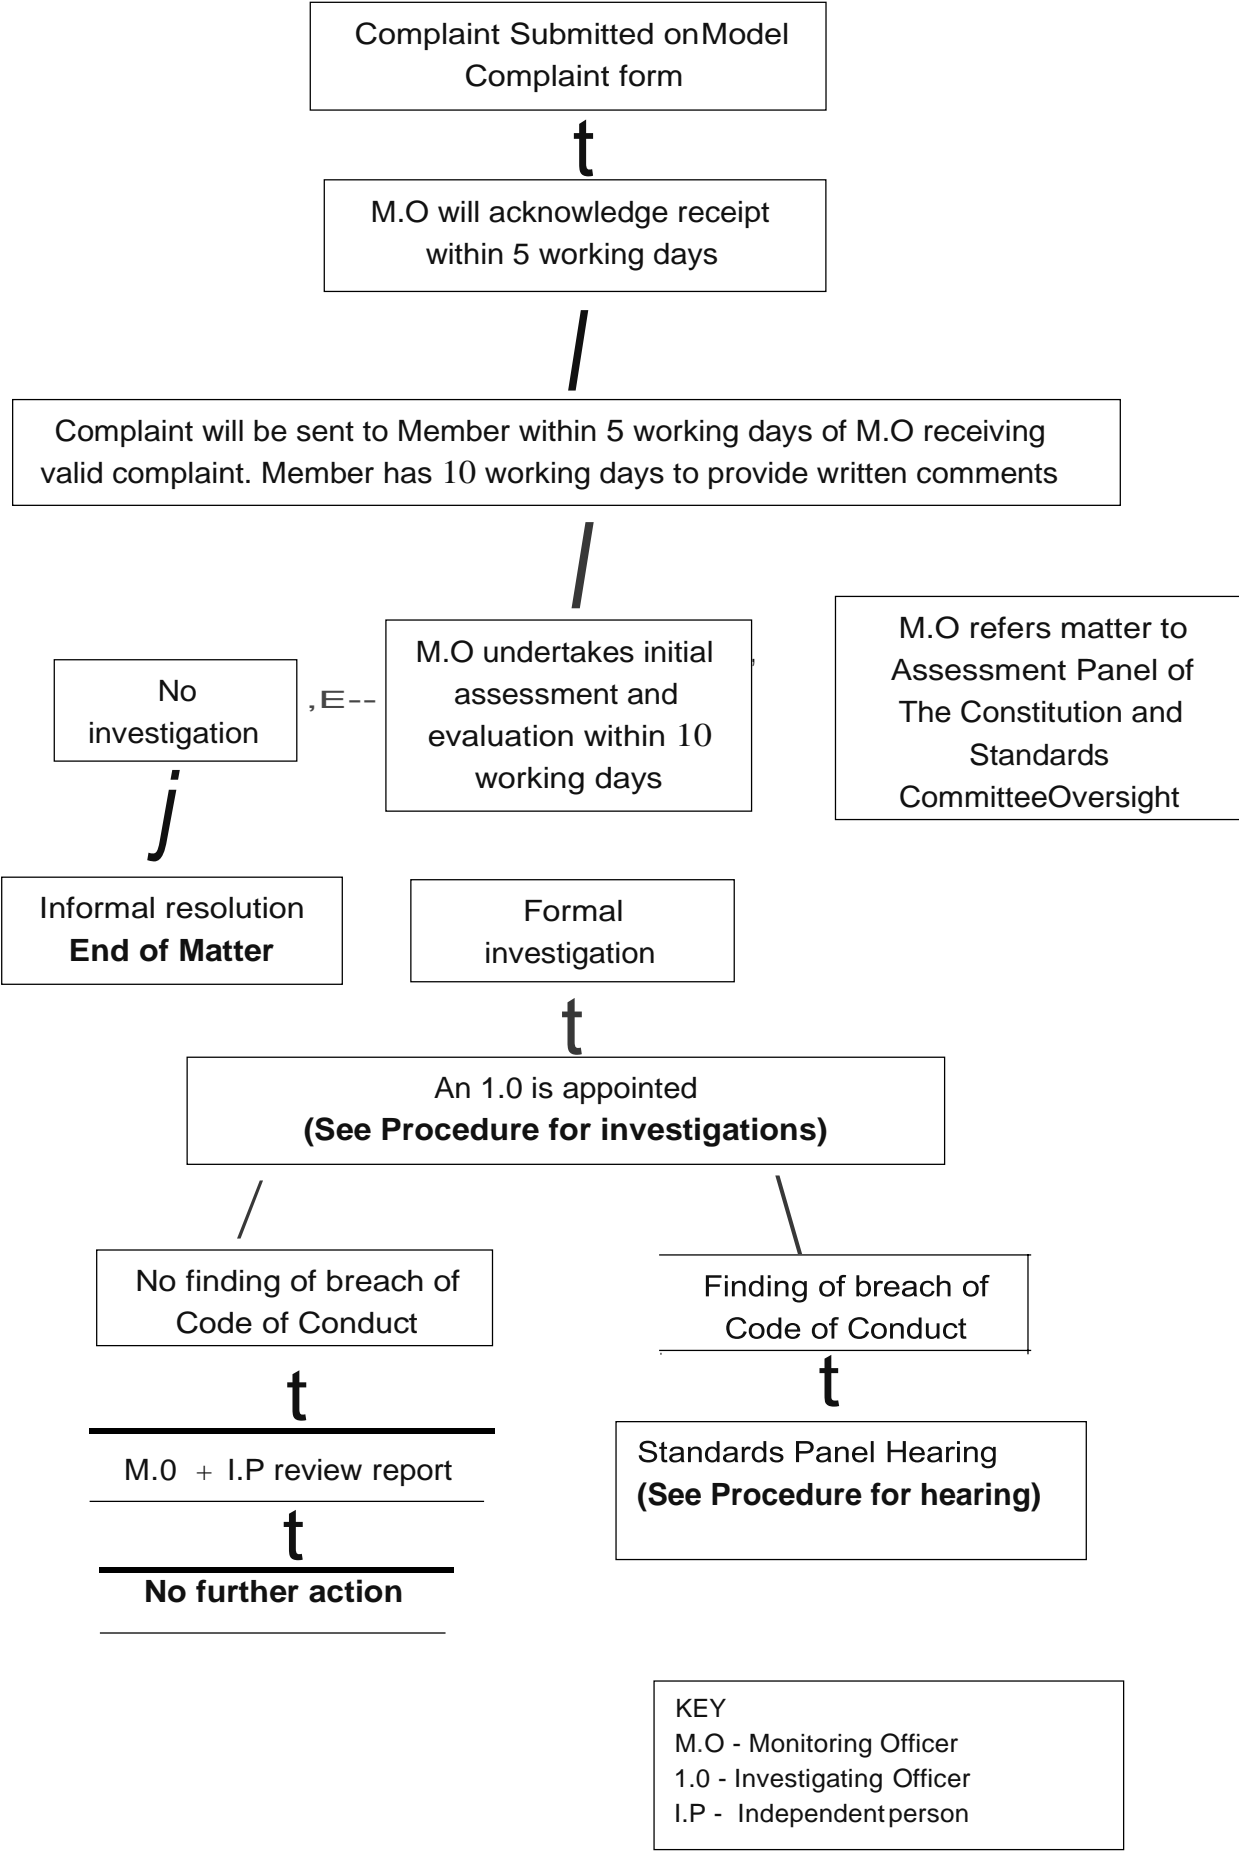 Complaint Submitted onModel
Complaint form
t
M.O will acknowledge receipt
within 5 working days
/
Complaint will be sent to Member within 5 working days of M.O receiving
valid complaint. Member has 10 working days to provide written comments
/
No
investigation
,E--
M.O undertakes initial
assessment and
evaluation within 10
working days
,
M.O refers matter to
Assessment Panel of
The Constitution and
Standards
CommitteeOversight
j
Informal resolution
End of Matter
Formal
investigation
t
An 1.0 is appointed
(See Procedure for investigations)
/
\
No finding of breach of
Code of Conduct
Finding of breach of
Code of Conduct
t
t
M.0 + I.P review report
Standards Panel Hearing
(See Procedure for hearing)
t
No further action
KEY
M.O - Monitoring Officer
1.0 - Investigating Officer
I.P - Independent person